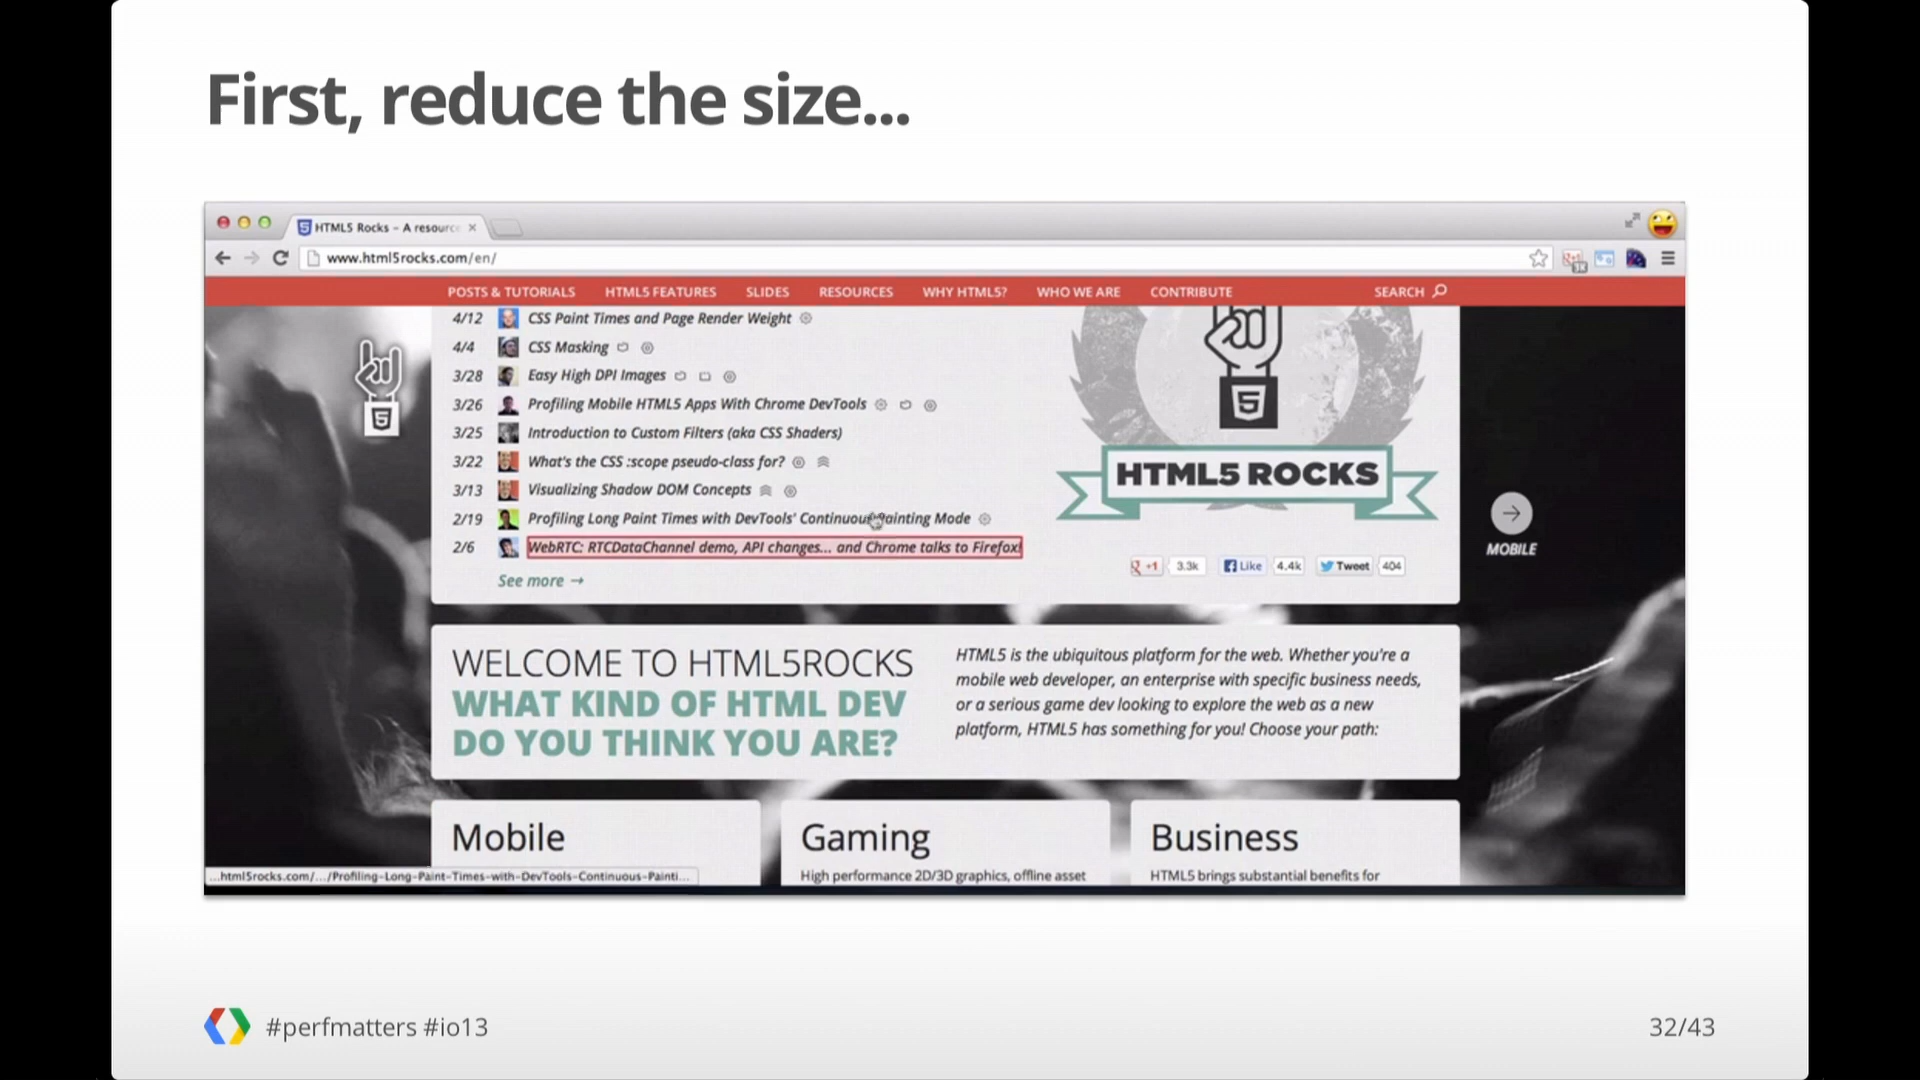 First, reduce the size...
HTML5 Rocks - A resourc
www.html5rocks.com/en/
POSTS & TUTORIALS HTML5 FEATURES SLIDES RESOURCES WHY HTML5? WHO WE ARE CONTRIBUTE SEARCH
4/12 CSS Paint Times and Page Render Weight
4/4 CSS Masking
3/28 Easy High DPI Images
3/26 Profiling Mobile HTML5 Apps With Chrome DevTools
3/25 Introduction to Custom Filters (aka CSS Shaders)
3/22 What's the CSS :scope pseudo-class for?
3/13 Visualizing Shadow DOM Concepts
2/19 Profiling Long Paint Times with DevTools' Continuous Painting Mode
2/6 WebRTC: RTCDataChannel demo, API changes... and Chrome talks to Firefox!
See more →
5
5
HTML5 ROCKS
+1 3.3k Like 4.4k Tweet 404
MOBILE
WELCOME TO HTML5ROCKS
WHAT KIND OF HTML DEV
DO YOU THINK YOU ARE?
HTML5 is the ubiquitous platform for the web. Whether you're a
mobile web developer, an enterprise with specific business needs,
or a serious game dev looking to explore the web as a new
platform, HTML5 has something for you! Choose your path:
Mobile
Gaming
High performance 2D/3D graphics, offline asset
Business
HTML5 brings substantial benefits for
...html5rocks.com/.../Profiling-Long-Paint-Times-with-DevTools-Continuous-Painti...
#perfmatters #io13
32/43